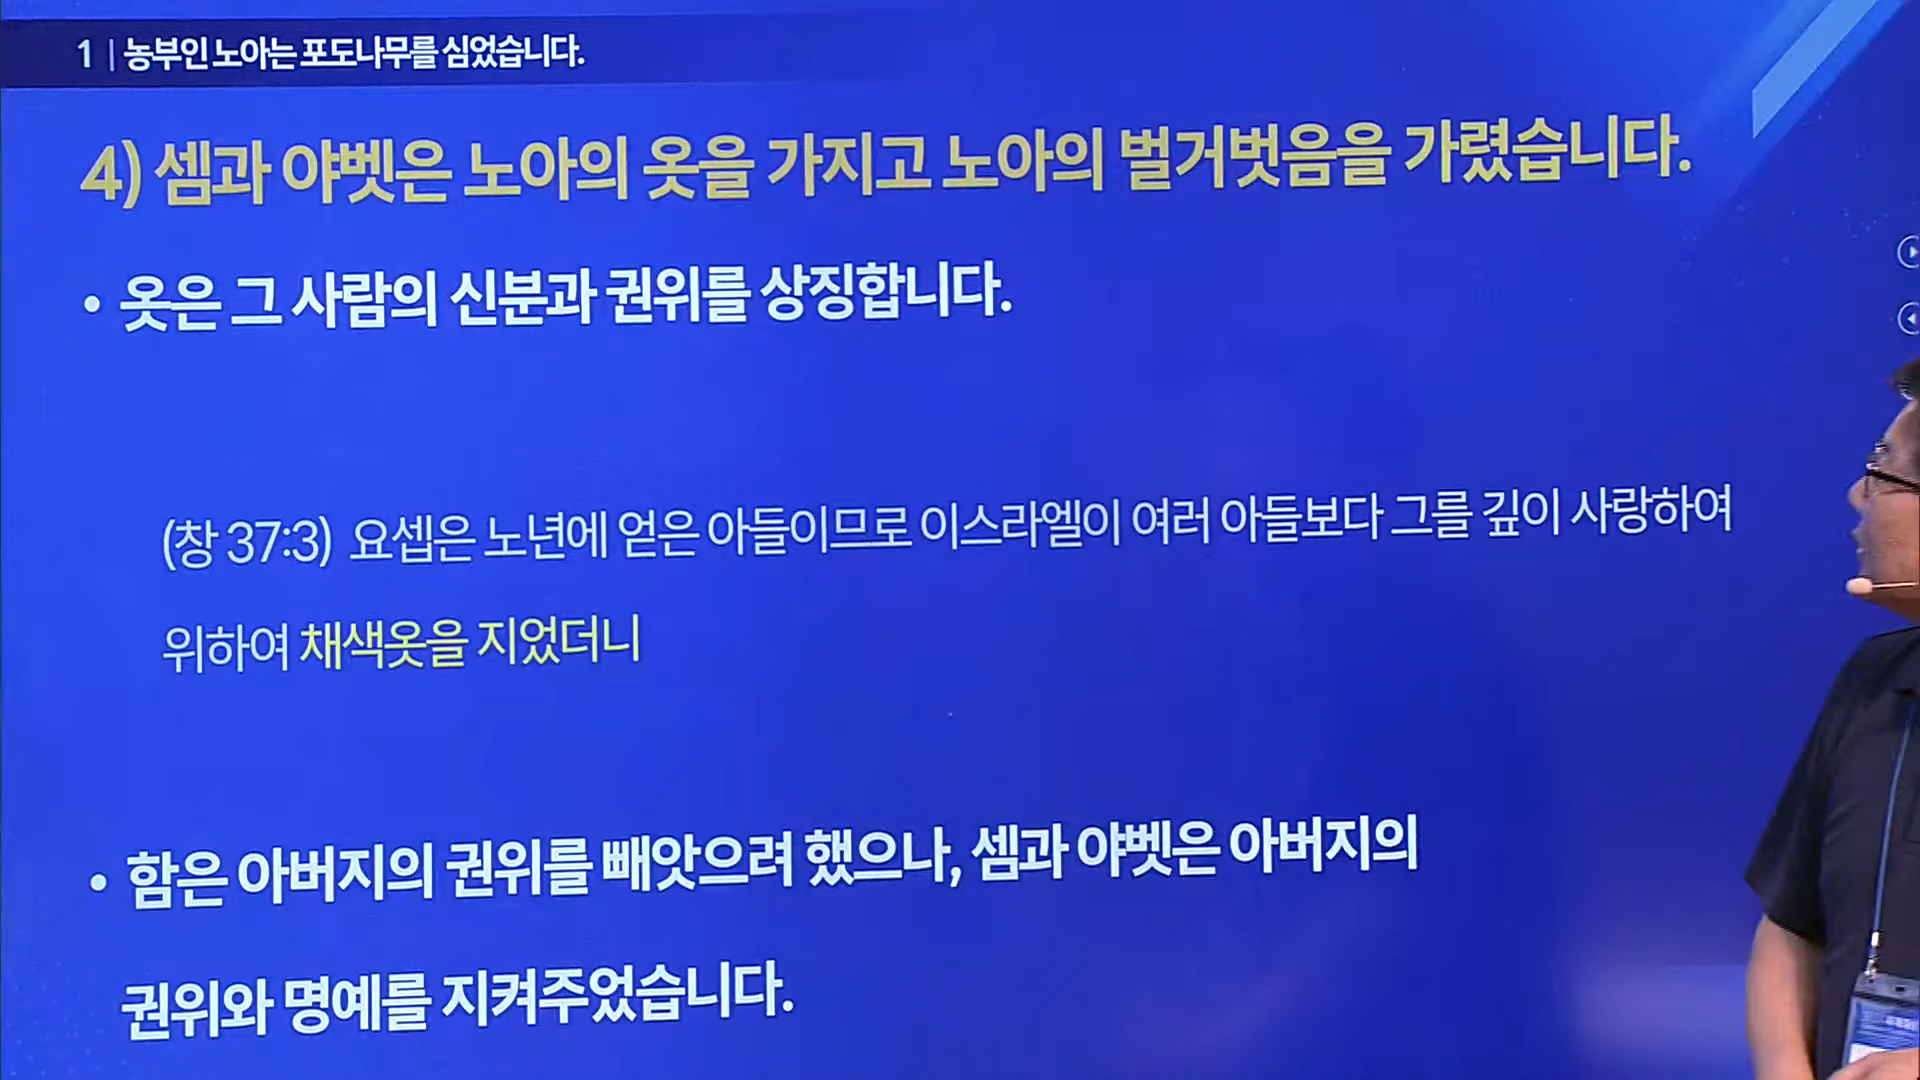 1 | 농부인 노아는 포도나무를 심었습니다.
4) 셈과 야벳은 노아의 옷을 가지고 노아의 벌거벗음을 가렸습니다.
• 옷은 그 사람의 신분과 권위를 상징합니다.
(창 37:3) 요셉은 노년에 얻은 아들이므로 이스라엘이 여러 아들보다 그를 깊이 사랑하여
위하여 채색옷을 지었더니
• 함은 아버지의 권위를 빼앗으려 했으나, 셈과 야벳은 아버지의
권위와 명예를 지켜주었습니다.